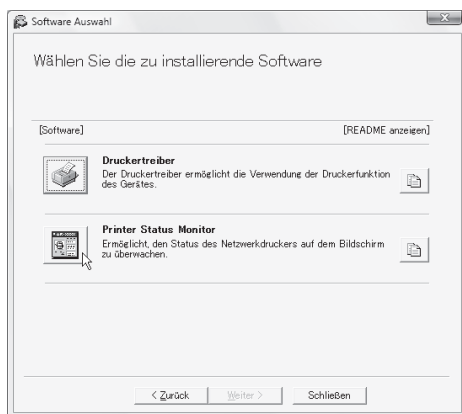 Software Auswahl
Wählen Sie die zu installierende Software
[Software] [README anzeigen]
Druckertreiber
Der Druckertreiber ermöglicht die Verwendung der Druckerfunktion
des Gerätes.
Printer Status Monitor
Ermöglicht, den Status des Netzwerkdruckers auf dem Bildschirm
zu überwachen.
< Zurück Weiter > Schließen